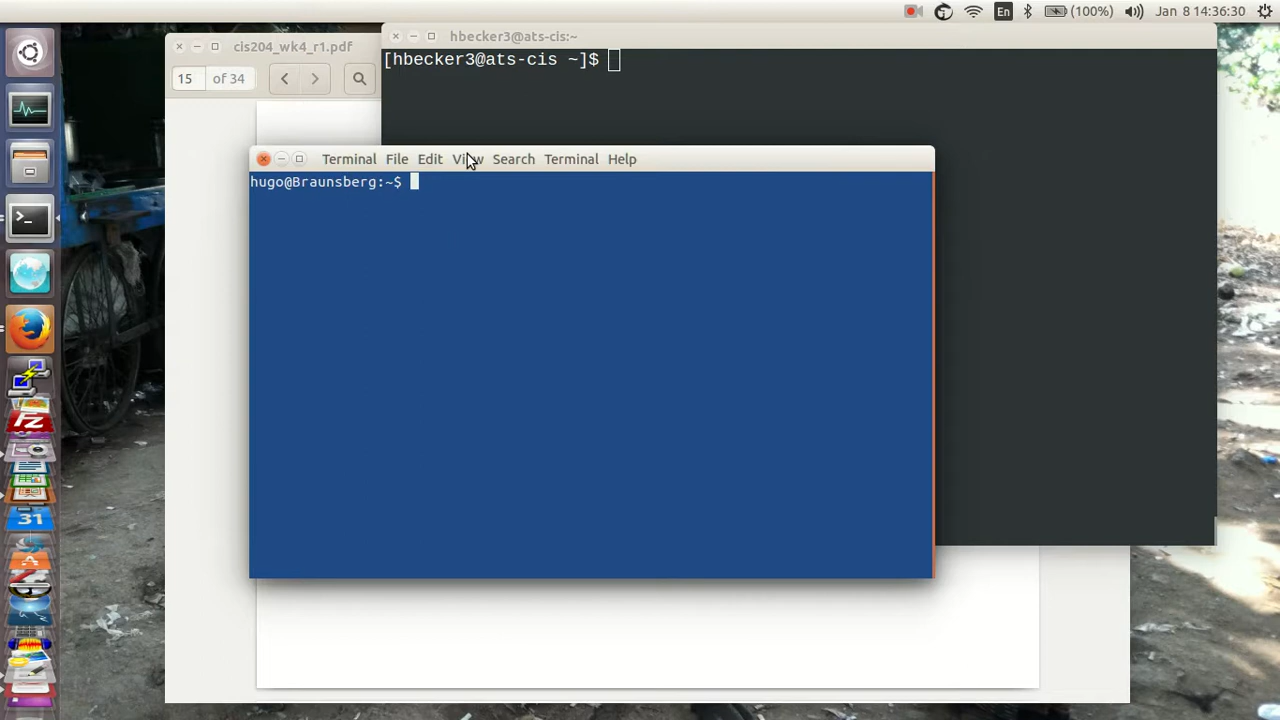 En (100%) Jan 8 14:36:30
cis204_wk4_r1.pdf
15 of 34
hbecker3@ats-cis:~
[hbecker3@ats-cis ~]$
Terminal File Edit View Search Terminal Help
hugo@Braunsberg:~$
>_
FZ
31